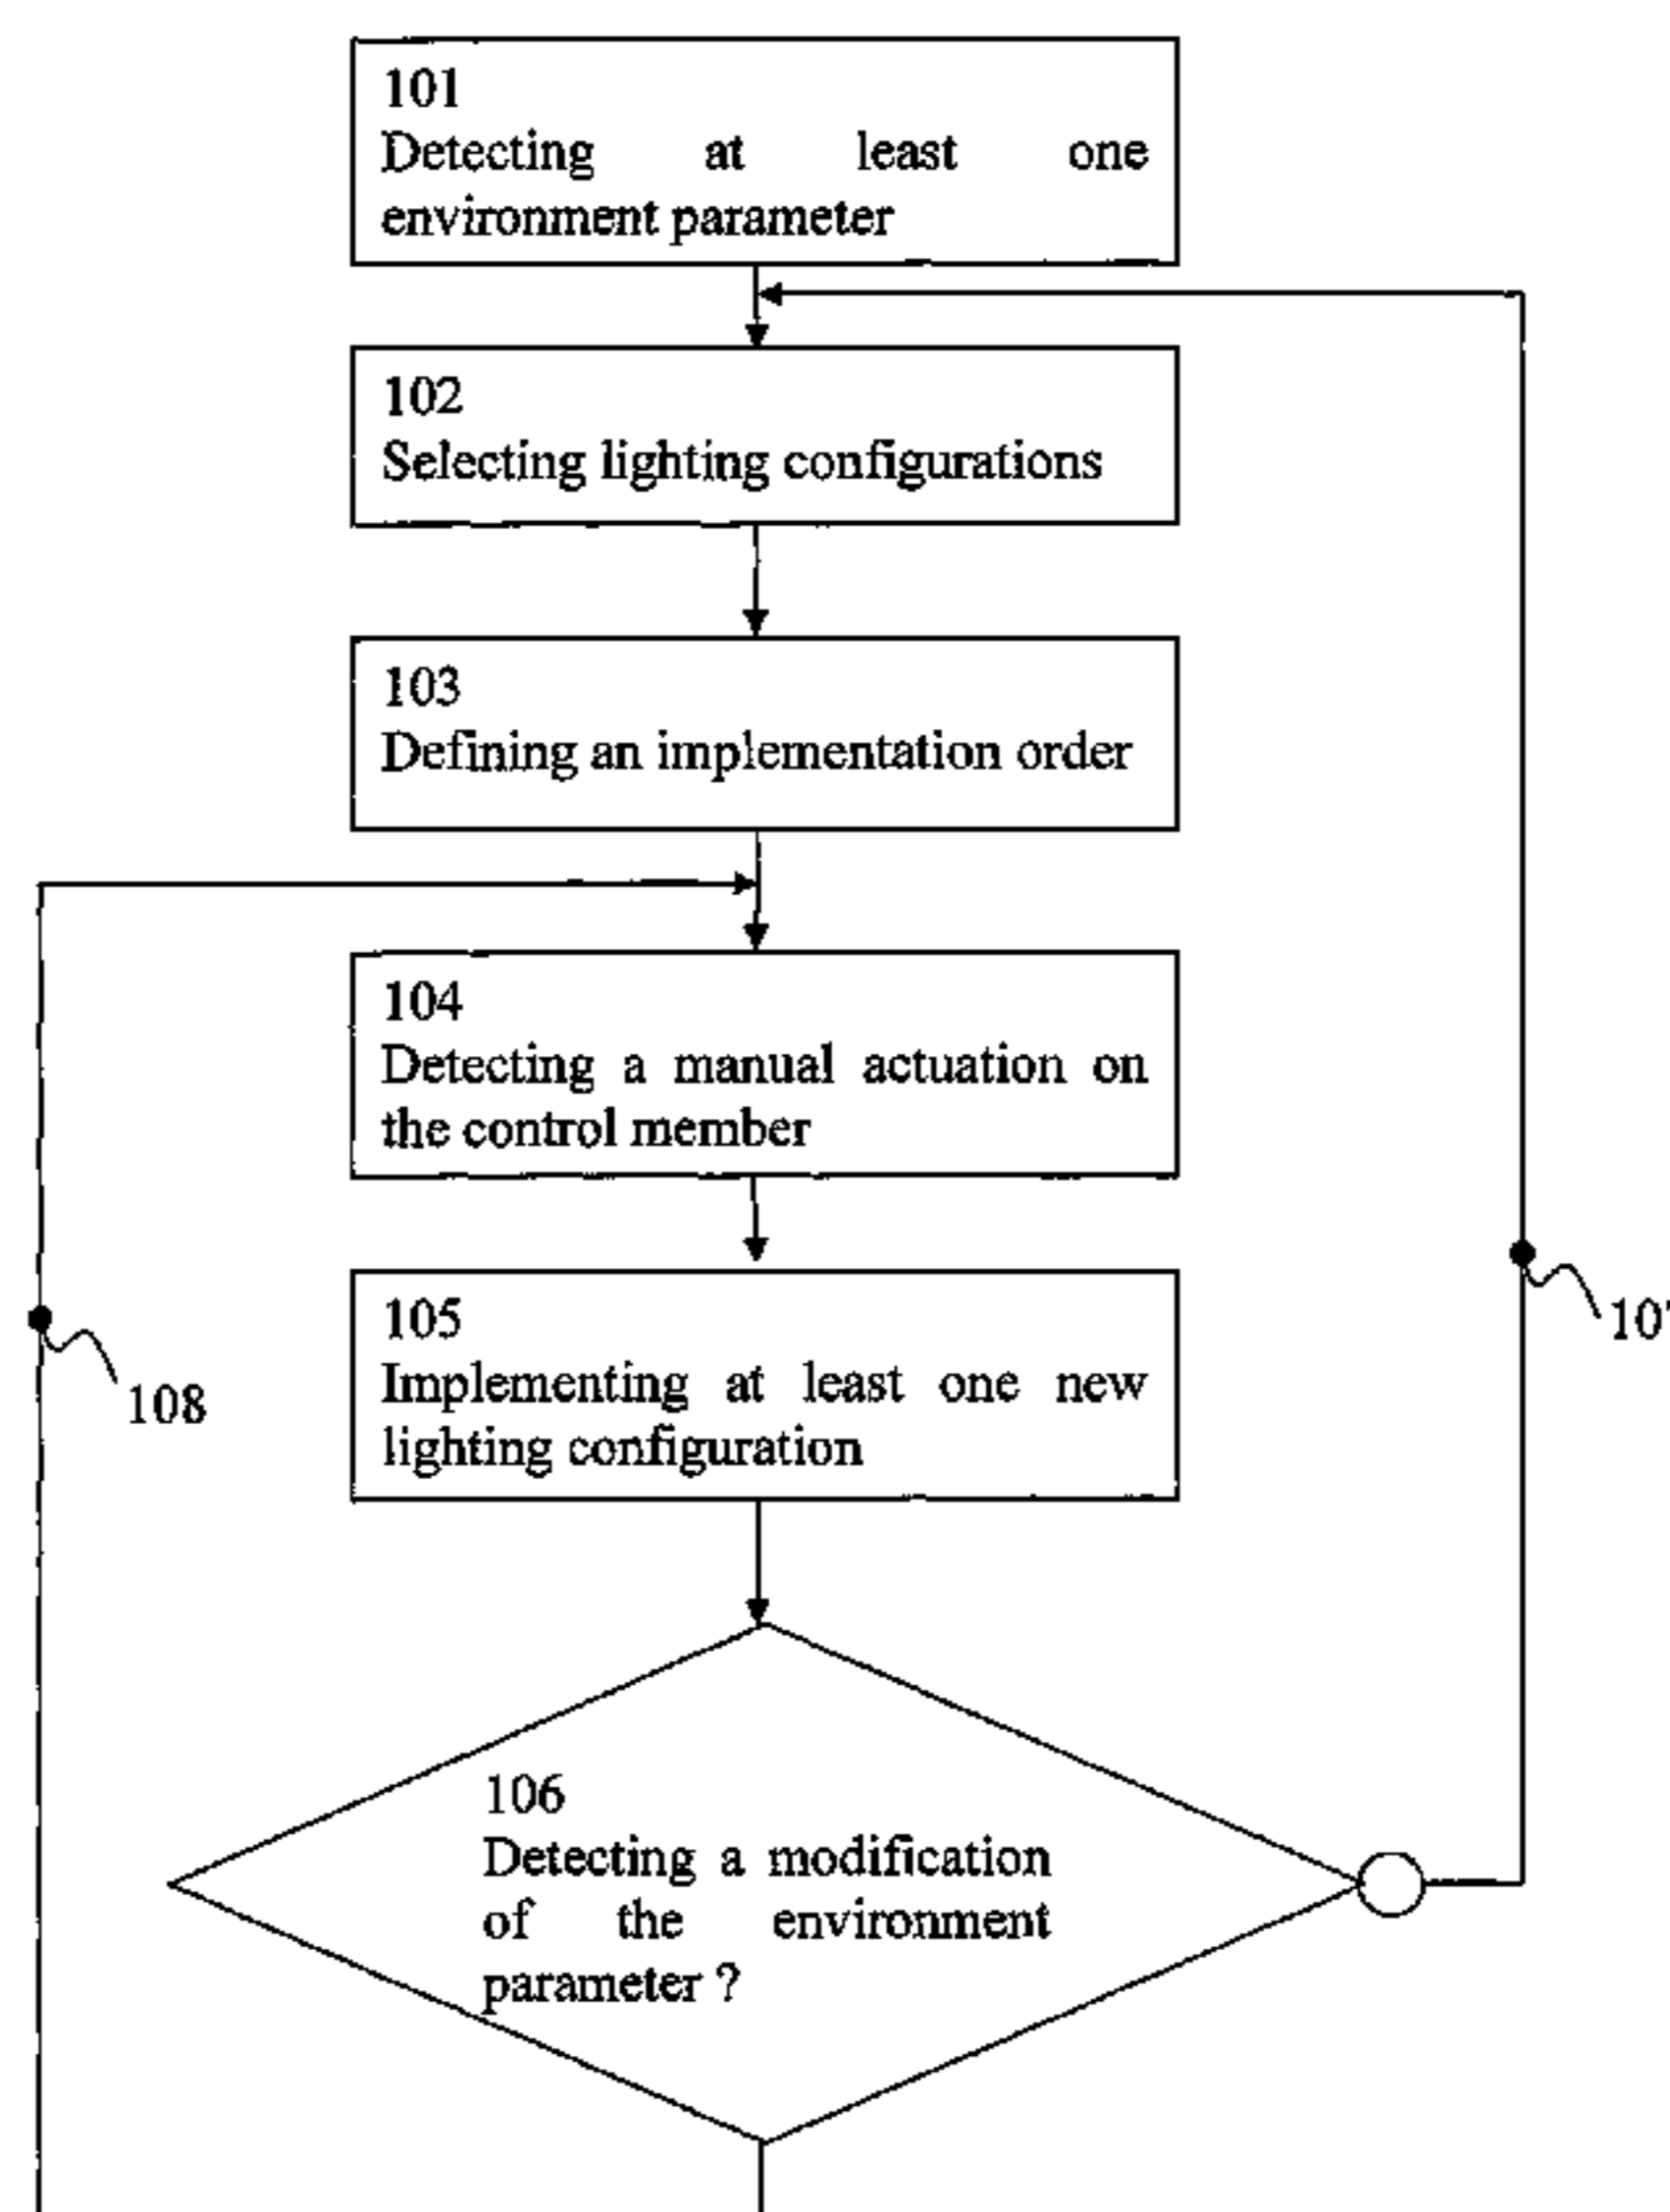 101
Detecting at least one
environment parameter
102
Selecting lighting configurations
103
Defining an implementation order
104
Detecting a manual actuation on
the control member
105
Implementing at least one new
lighting configuration
108
106
Detecting a modification
of the environment
parameter ?